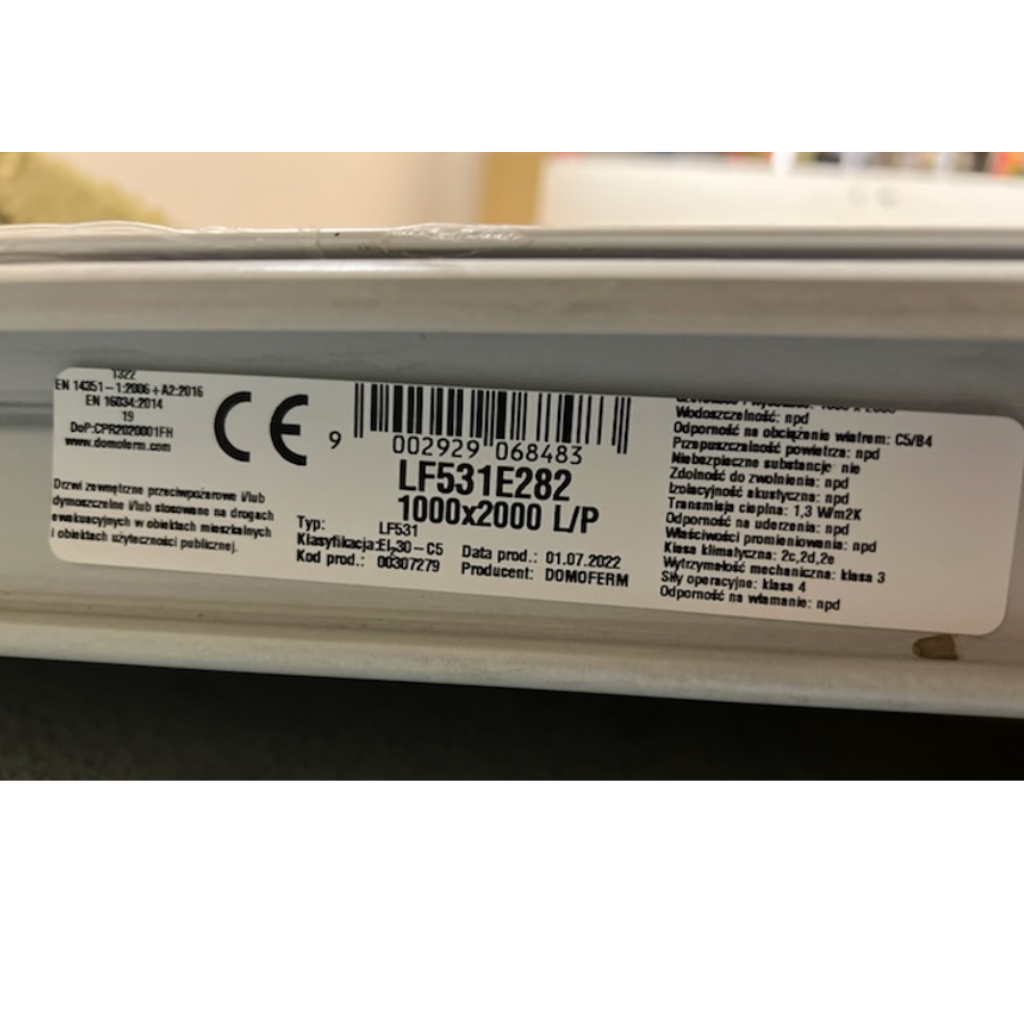 1322
EN 14351-1:2006+A2:2016
EN 16034:2014
19
DoP:CPR2020001FH
www.domoferm.com
Drzwi zewnętrzne przeciwpożarowe i/lub
dymoszczelne i/lub stosowane na drogach
ewakuacyjnych w obiektach mieszkalnych
i obiektach użyteczności publicznej.
CE
9 002929 068483
LF531E282
1000x2000 L/P
Typ: LF531
Klasyfikacja:EI₂30-C5
Kod prod.: 00307279
Data prod.: 01.07.2022
Producent: DOMOFERM
Wodoszczelność: npd
Odporność na obciążenie wiatrem: C5/B4
Przepuszczalność powietrza: npd
Niebezpieczne substancje: nie
Zdolność do zwolnienia: npd
Izolacyjność akustyczna: npd
Transmisja cieplna: 1,3 W/m2K
Odporność na uderzenia: npd
Właściwości promieniowania: npd
Klasa klimatyczna: 2c,2d,2e
Wytrzymałość mechaniczna: klasa 3
Siły operacyjne: klasa 4
Odporność na włamanie: npd